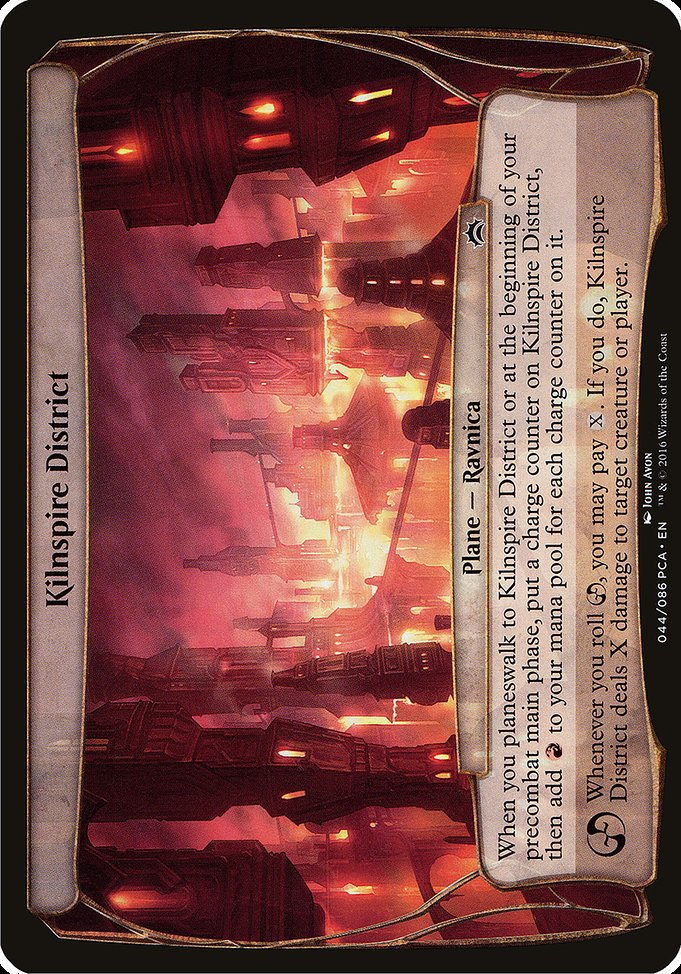 Kilnspire District
Plane — Ravnica
When you planeswalk to Kilnspire District or at the beginning of your
precombat main phase, put a charge counter on Kilnspire District,
then add to your mana pool for each charge counter on it.
Whenever you roll , you may pay X. If you do, Kilnspire
District deals X damage to target creature or player.
John Avon
044/086 PCA • EN ™ & © 2016 Wizards of the Coast